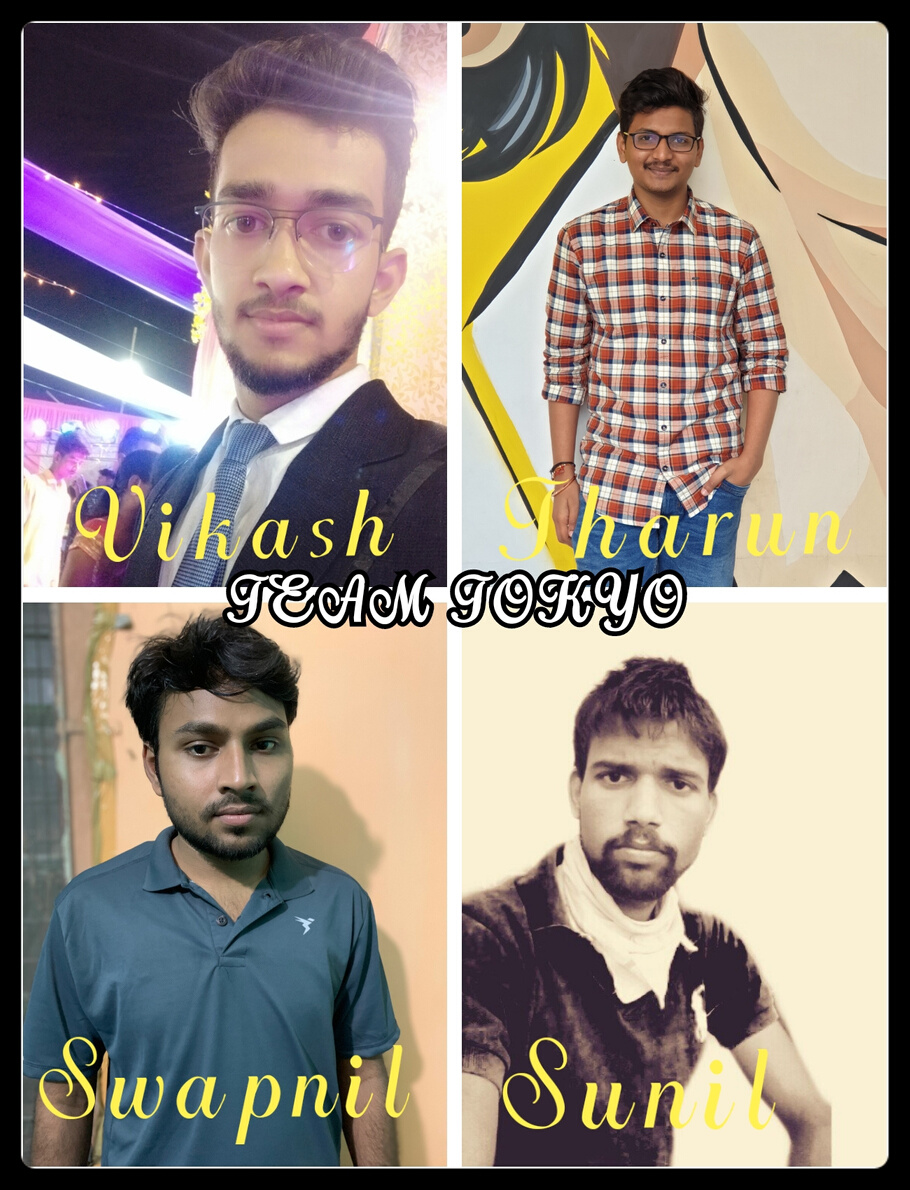 Vikash
Tharun
TEAM TOKYO
Swapnil
Sunil